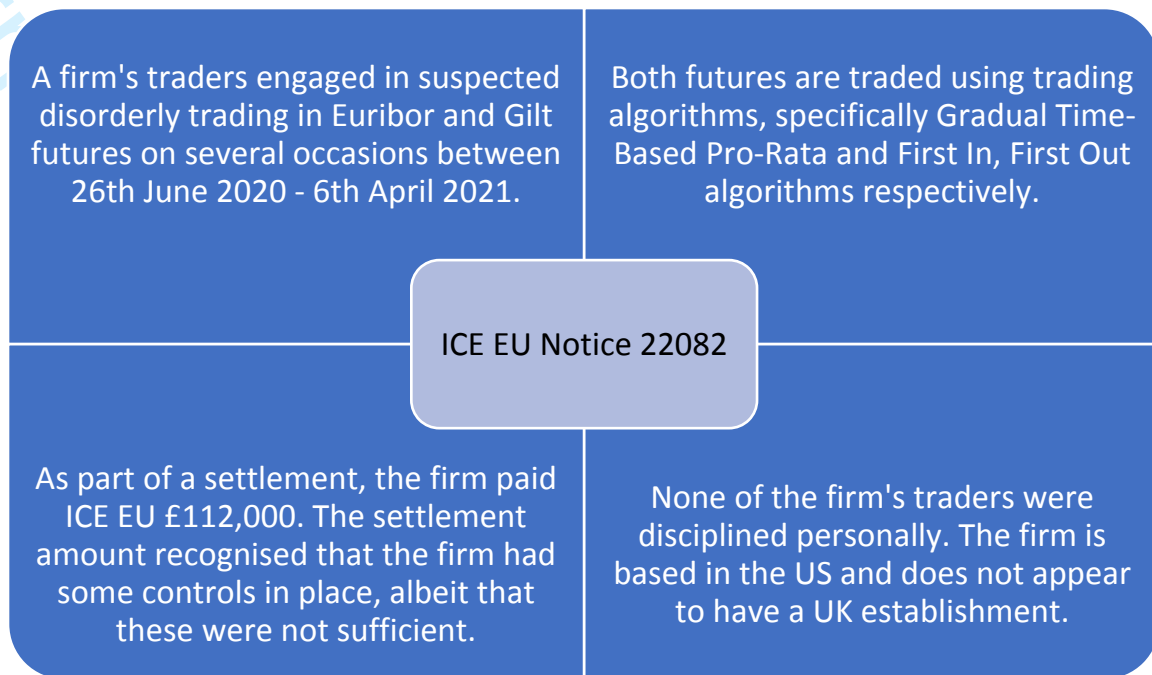 A firm's traders engaged in suspected
disorderly trading in Euribor and Gilt
futures on several occasions between
26th June 2020 - 6th April 2021.
Both futures are traded using trading
algorithms, specifically Gradual Time-
Based Pro-Rata and First In, First Out
algorithms respectively.
ICE EU Notice 22082
As part of a settlement, the firm paid
ICE EU £112,000. The settlement
amount recognised that the firm had
some controls in place, albeit that
these were not sufficient.
None of the firm's traders were
disciplined personally. The firm is
based in the US and does not appear
to have a UK establishment.